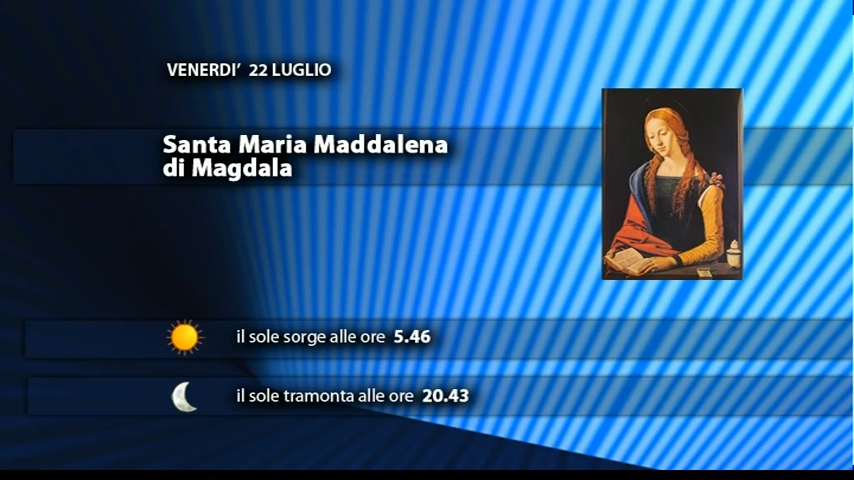 VENERDI’ 22 LUGLIO
Santa Maria Maddalena
di Magdala
il sole sorge alle ore 5.46
il sole tramonta alle ore 20.43